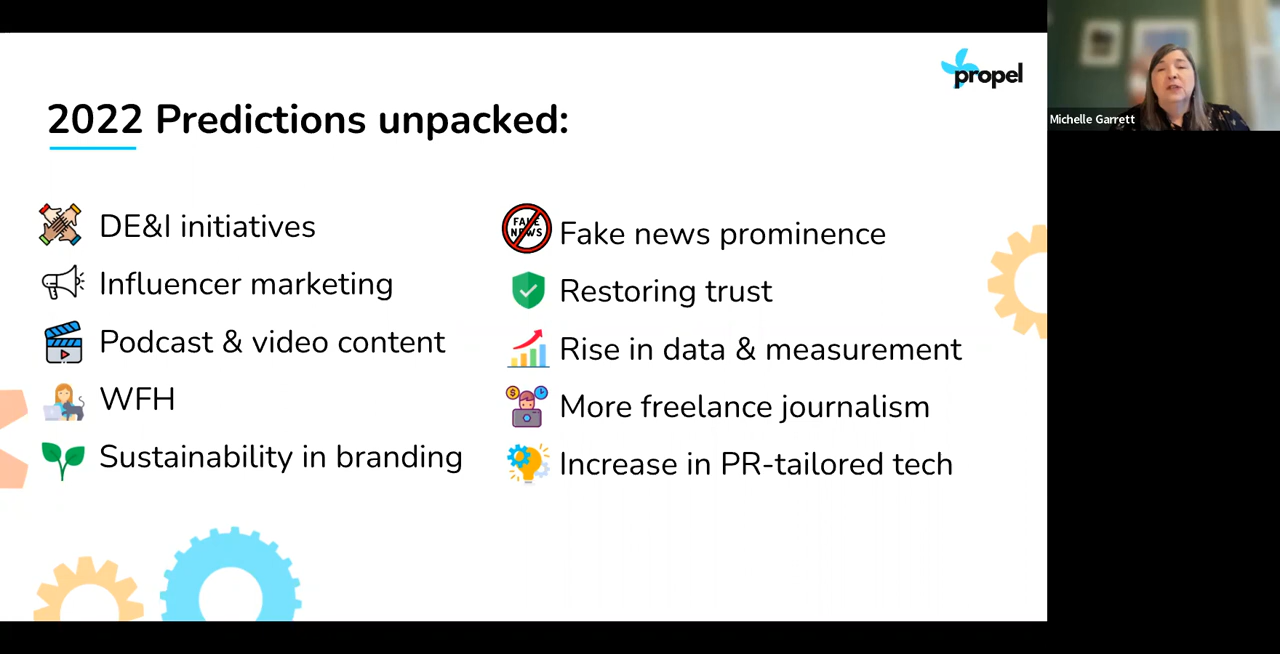 propel
Michelle Garrett
2022 Predictions unpacked:
DE&I initiatives
Influencer marketing
Podcast & video content
WFH
Sustainability in branding
FAKE
NEWS
Fake news prominence
Restoring trust
Rise in data & measurement
More freelance journalism
Increase in PR-tailored tech